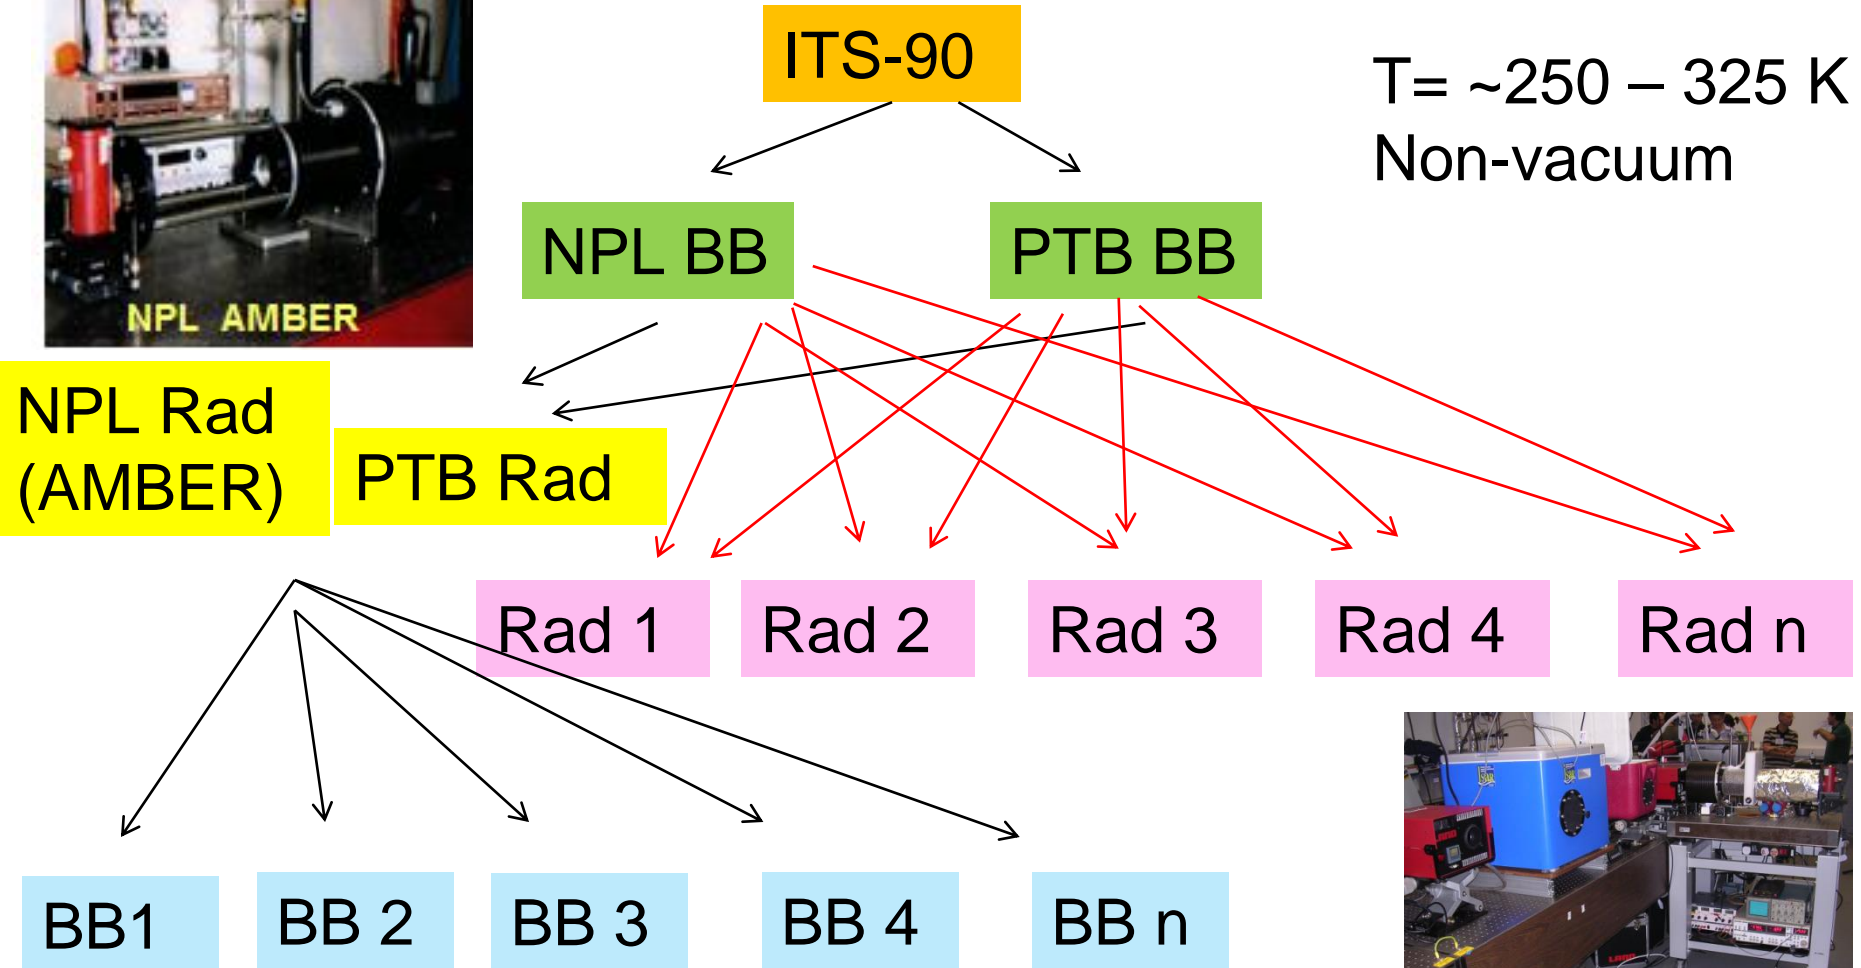 ITS-90
T= ~250 – 325 K
Non-vacuum
NPL BB
PTB BB
NPL AMBER
NPL Rad
(AMBER)
PTB Rad
Rad 1
Rad 2
Rad 3
Rad 4
Rad n
BB1
BB 2
BB 3
BB 4
BB n